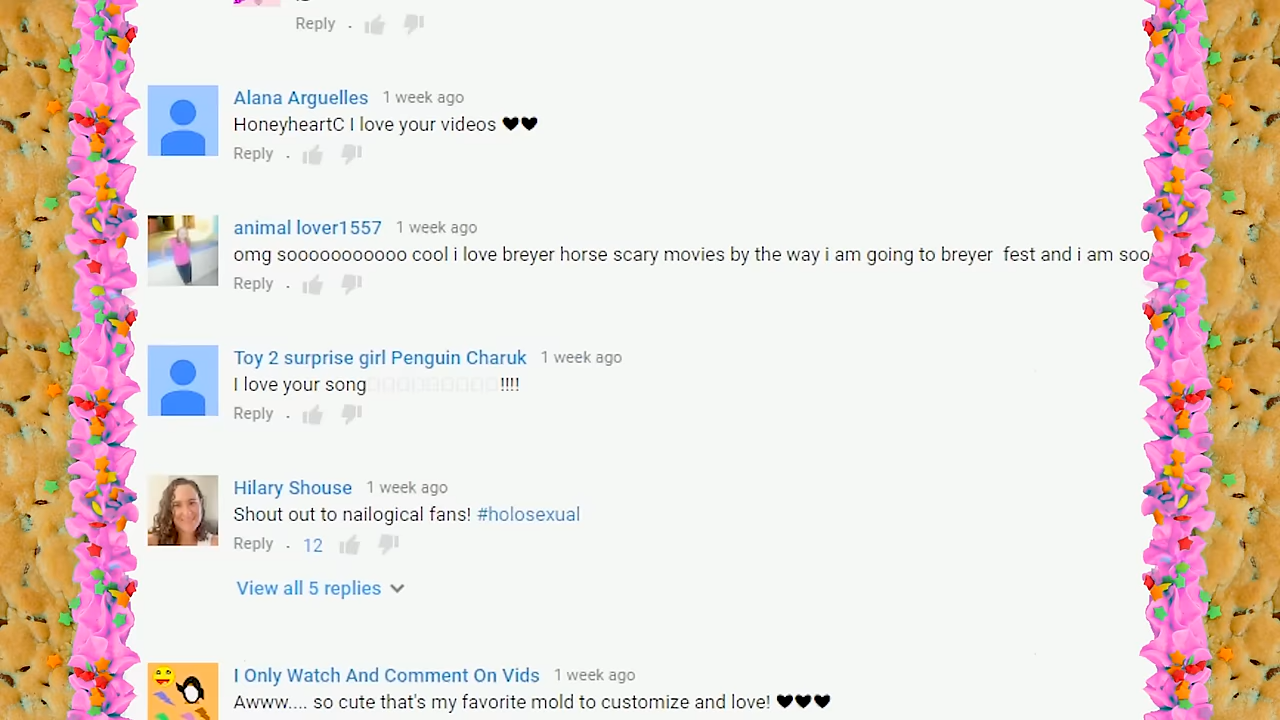 Reply .
Alana Arguelles 1 week ago
HoneyheartC I love your videos ♥♥
Reply .
animal lover1557 1 week ago
omg sooooooooooo cool i love breyer horse scary movies by the way i am going to breyer  fest and i am soo
Reply .
Toy 2 surprise girl Penguin Charuk 1 week ago
I love your song□□□□□□□□□!!!!
Reply .
Hilary Shouse 1 week ago
Shout out to nailogical fans! #holosexual
Reply . 12
View all 5 replies
I Only Watch And Comment On Vids 1 week ago
Awww.... so cute that's my favorite mold to customize and love! ♥♥♥